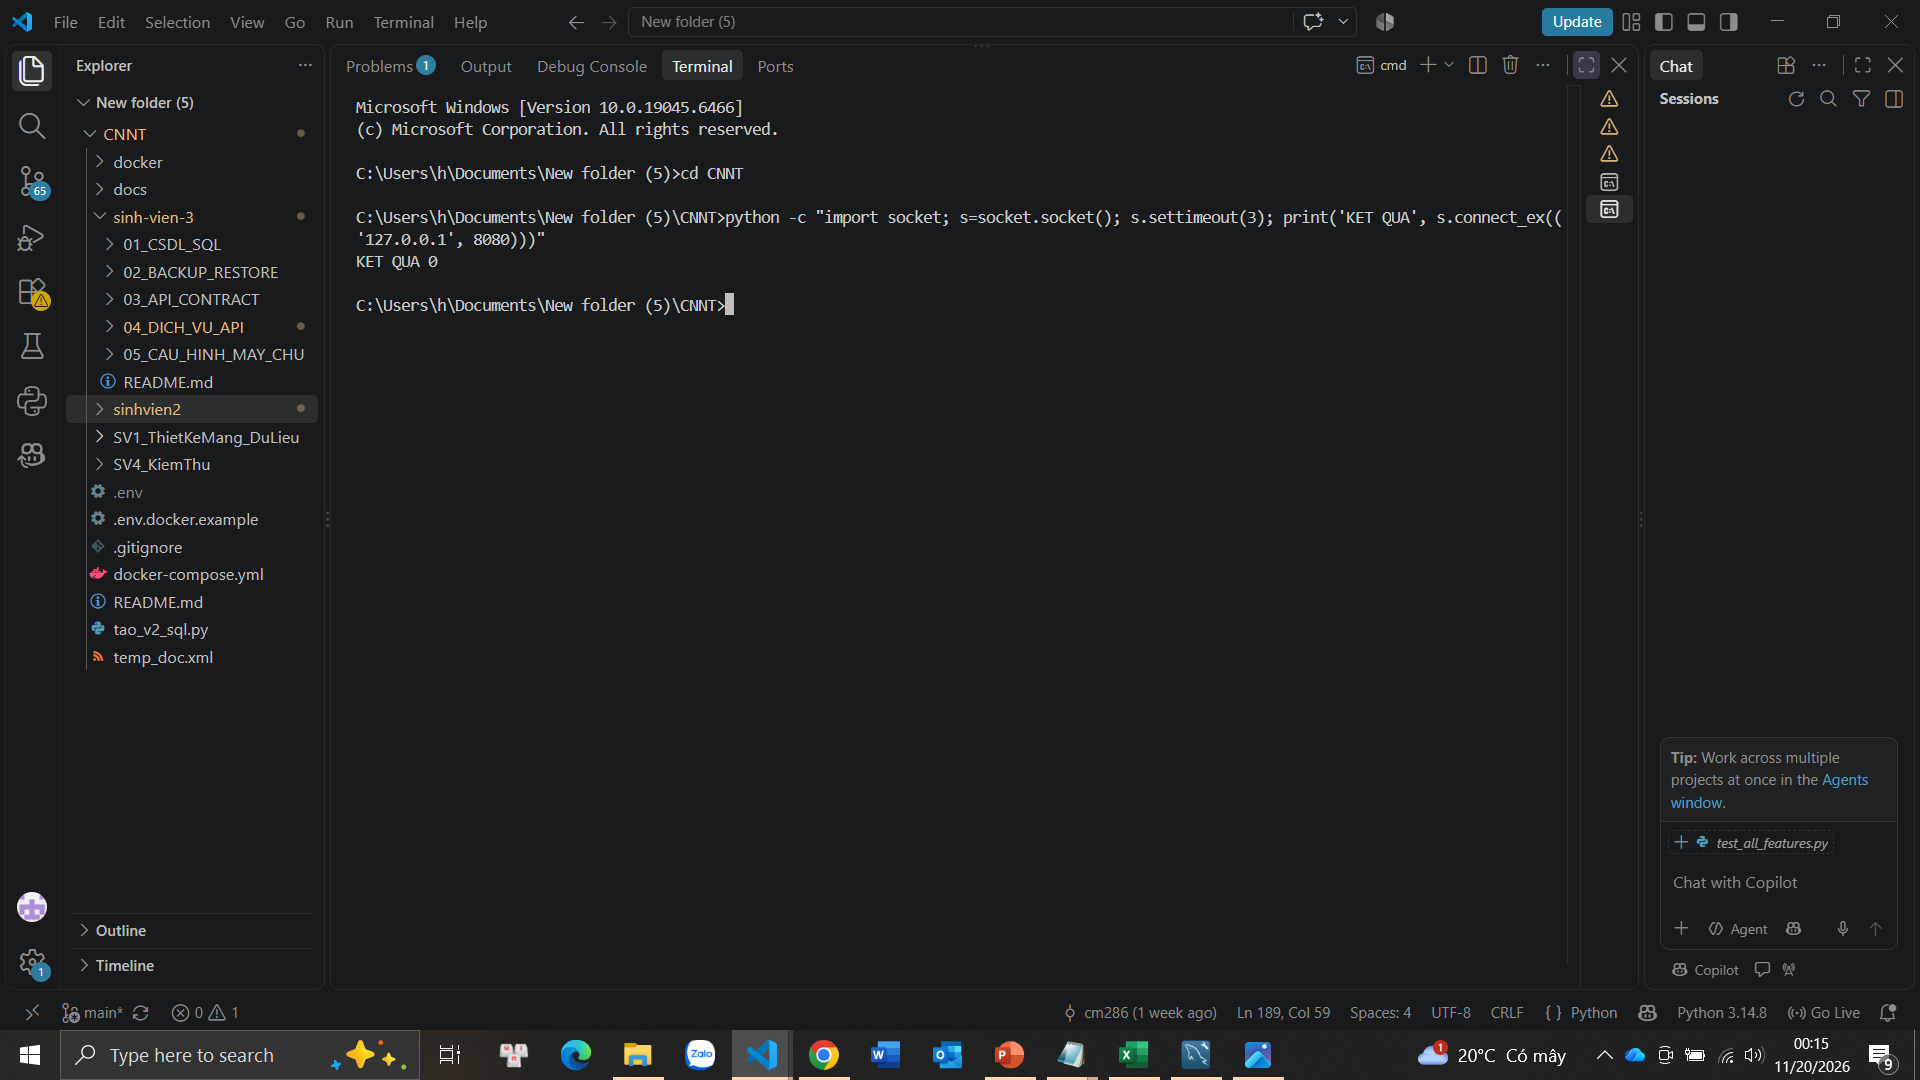 File Edit Selection View Go Run Terminal Help
New folder (5)
Update
Explorer
New folder (5)
CNNT
docker
docs
sinh-vien-3
01_CSDL_SQL
02_BACKUP_RESTORE
03_API_CONTRACT
04_DICH_VU_API
05_CAU_HINH_MAY_CHU
README.md
sinhvien2
SV1_ThietKeMang_DuLieu
SV4_KiemThu
.env
.env.docker.example
.gitignore
docker-compose.yml
README.md
tao_v2_sql.py
temp_doc.xml
Outline
Timeline
65
1
Problems 1 Output Debug Console Terminal Ports
cmd
Microsoft Windows [Version 10.0.19045.6466]
(c) Microsoft Corporation. All rights reserved.
C:\Users\h\Documents\New folder (5)>cd CNNT
C:\Users\h\Documents\New folder (5)\CNNT>python -c "import socket; s=socket.socket(); s.settimeout(3); print('KET QUA', s.connect_ex((
'127.0.0.1', 8080)))"
KET QUA 0
C:\Users\h\Documents\New folder (5)\CNNT>
Chat
Sessions
Tip: Work across multiple
projects at once in the Agents
window.
test_all_features.py
Chat with Copilot
Agent
Copilot
main* 0 1
cm286 (1 week ago) Ln 189, Col 59 Spaces: 4 UTF-8 CRLF { } Python Python 3.14.8 Go Live
Type here to search
Zalo
1
20°C Có mây
00:15
11/20/2026
9